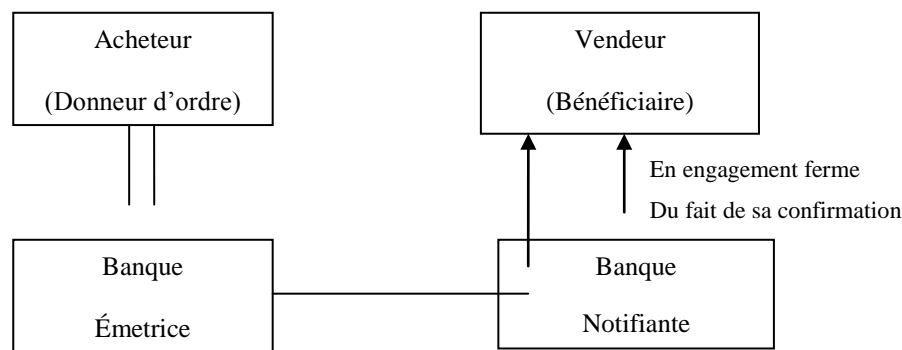 Acheteur
(Donneur d'ordre)
Vendeur
(Bénéficiaire)
En engagement ferme
Du fait de sa confirmation
Banque
Émetrice
Banque
Notifiante